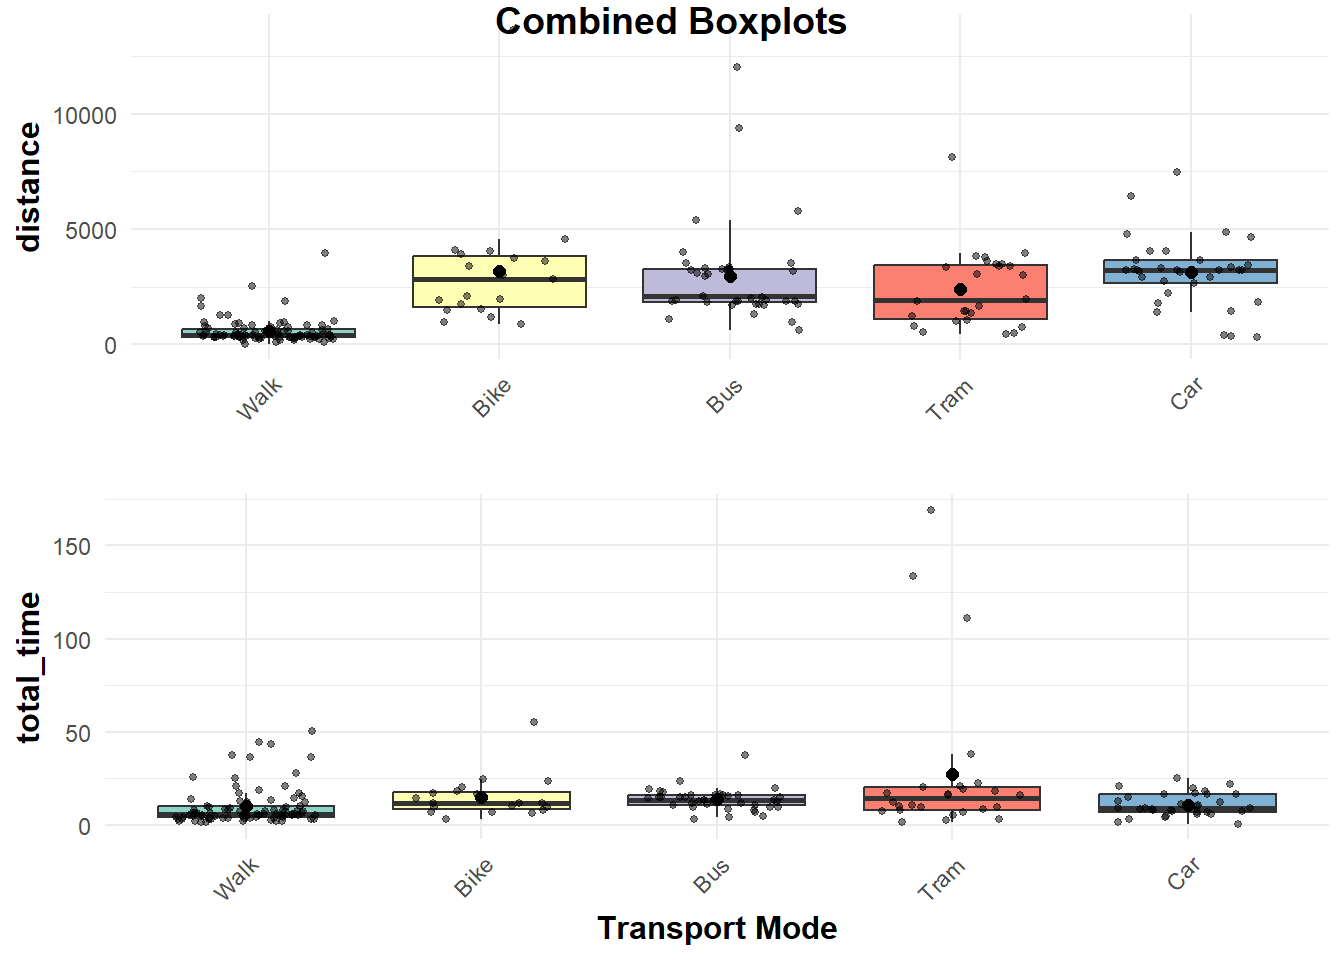 Combined Boxplots
distance
10000
5000
0
Walk
Bike
Bus
Tram
Car
total_time
150
100
50
0
Walk
Bike
Bus
Tram
Car
Transport Mode